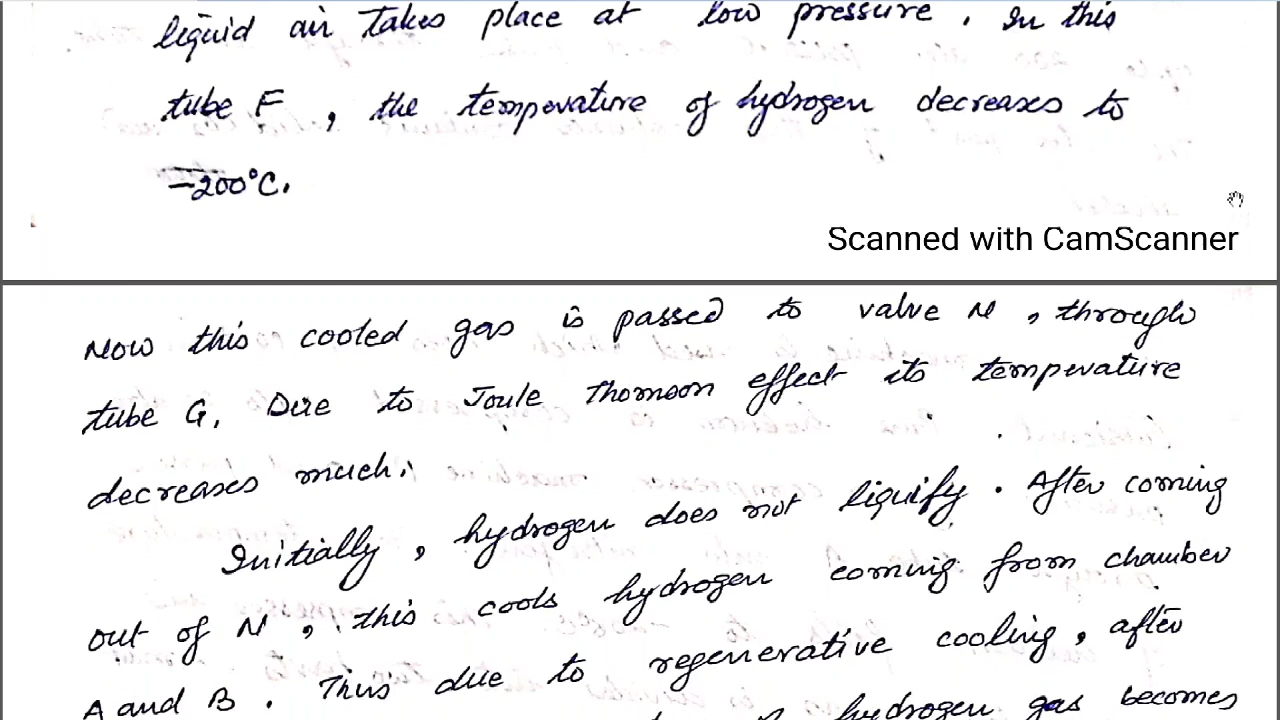 liquid air takes place at low pressure. In this
tube F, the temperature of hydrogen decreases to
-200°C.
Scanned with CamScanner
Now this cooled gas is passed to valve N, through
tube G. Due to Joule Thomson effect its temperature
decreases much.
Initially, hydrogen does not liquify. After coming
out of N, this cools hydrogen coming from chamber
A and B. Thus due to regenerative cooling, after
hydrogen gas becomes